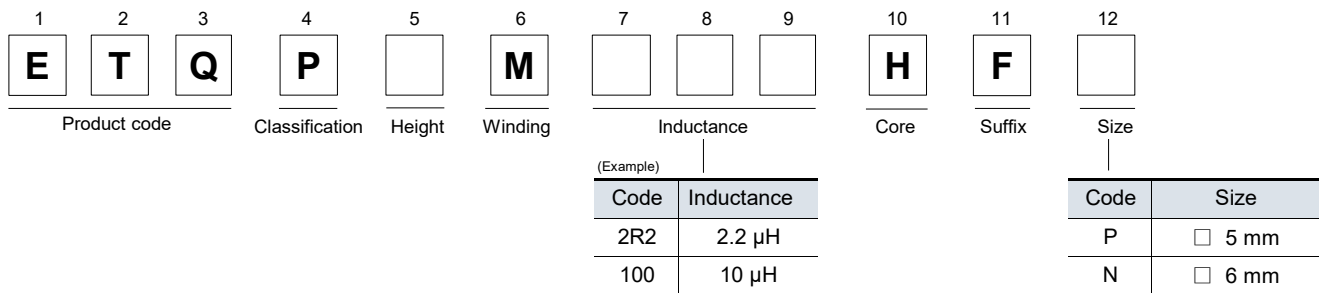 1 2 3 4 5 6 7 8 9 10 11 12
E T Q P M H F
Product code Classification Height Winding Inductance Core Suffix Size
(Example)
Code Inductance
2R2 2.2 µH
100 10 µH
Code Size
P □ 5 mm
N □ 6 mm